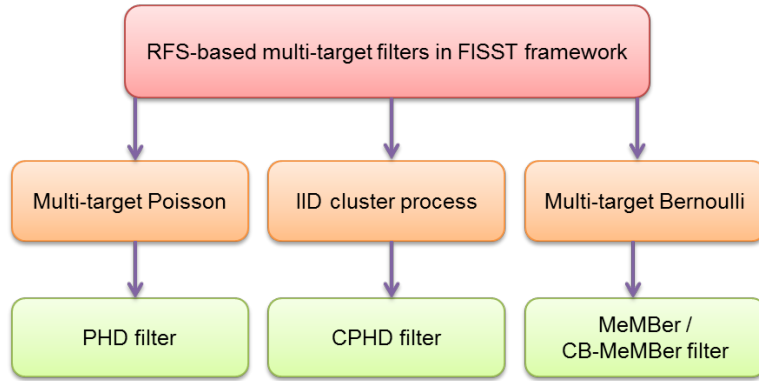 RFS-based multi-target filters in FISST framework
Multi-target Poisson
IID cluster process
Multi-target Bernoulli
PHD filter
CPHD filter
MeMBer /
CB-MeMBer filter